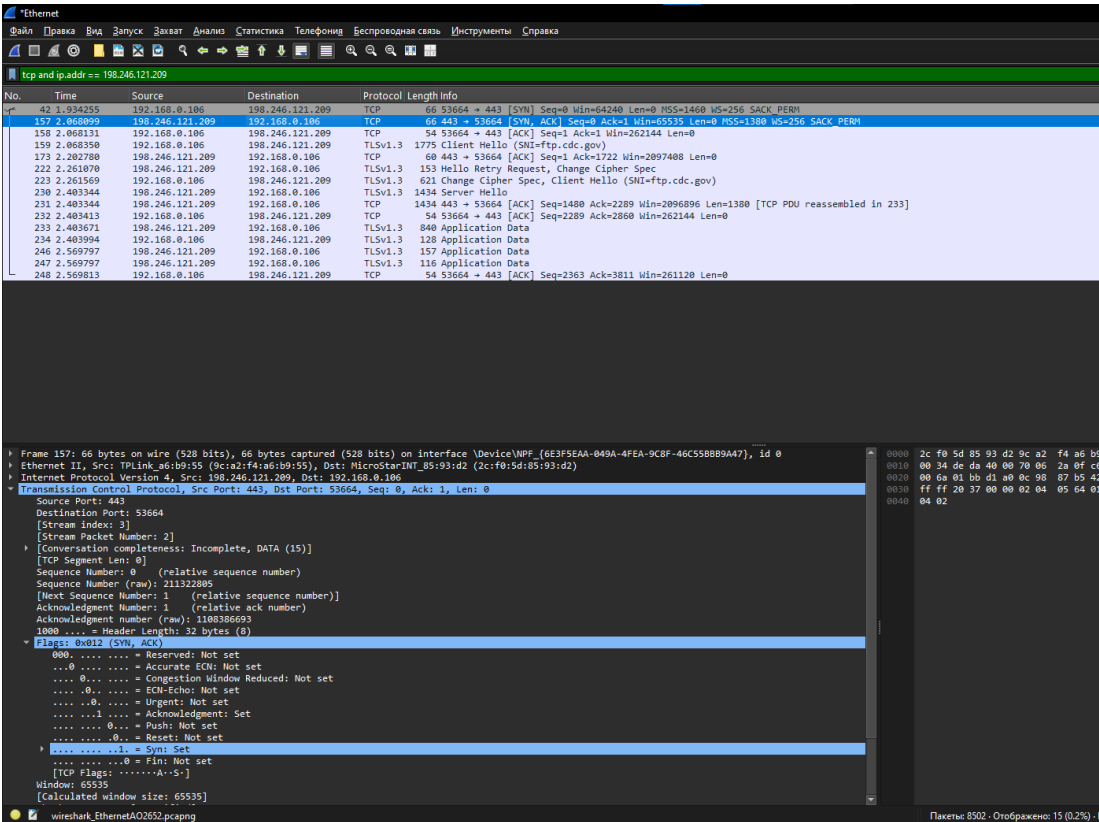 *Ethernet
Файл Правка Вид Запуск Захват Анализ Статистика Телефония Беспроводная связь Инструменты Справка
tcp and ip.addr == 198.246.121.209
No. Time Source Destination Protocol Length Info
42 1.934255 192.168.0.106 198.246.121.209 TCP 66 53664 → 443 [SYN] Seq=0 Win=64240 Len=0 MSS=1460 WS=256 SACK_PERM
157 2.068099 198.246.121.209 192.168.0.106 TCP 66 443 → 53664 [SYN, ACK] Seq=0 Ack=1 Win=65535 Len=0 MSS=1380 WS=256 SACK_PERM
158 2.068131 192.168.0.106 198.246.121.209 TCP 54 53664 → 443 [ACK] Seq=1 Ack=1 Win=262144 Len=0
159 2.068350 192.168.0.106 198.246.121.209 TLSv1.3 1775 Client Hello (SNI=ftp.cdc.gov)
173 2.202780 198.246.121.209 192.168.0.106 TCP 60 443 → 53664 [ACK] Seq=1 Ack=1722 Win=2097408 Len=0
222 2.261070 198.246.121.209 192.168.0.106 TLSv1.3 153 Hello Retry Request, Change Cipher Spec
223 2.261569 192.168.0.106 198.246.121.209 TLSv1.3 621 Change Cipher Spec, Client Hello (SNI=ftp.cdc.gov)
230 2.403344 198.246.121.209 192.168.0.106 TLSv1.3 1434 Server Hello
231 2.403344 198.246.121.209 192.168.0.106 TCP 1434 443 → 53664 [ACK] Seq=1480 Ack=2289 Win=2096896 Len=1380 [TCP PDU reassembled in 233]
232 2.403413 192.168.0.106 198.246.121.209 TCP 54 53664 → 443 [ACK] Seq=2289 Ack=2860 Win=262144 Len=0
233 2.403671 198.246.121.209 192.168.0.106 TLSv1.3 840 Application Data
234 2.403994 192.168.0.106 198.246.121.209 TLSv1.3 128 Application Data
246 2.569797 198.246.121.209 192.168.0.106 TLSv1.3 157 Application Data
247 2.569797 198.246.121.209 192.168.0.106 TLSv1.3 116 Application Data
248 2.569813 192.168.0.106 198.246.121.209 TCP 54 53664 → 443 [ACK] Seq=2363 Ack=3811 Win=261120 Len=0
Frame 157: 66 bytes on wire (528 bits), 66 bytes captured (528 bits) on interface \Device\NPF_{6E3F5EAA-049A-4FEA-9C8F-46C55BBB9A47}, id 0
Ethernet II, Src: TPLink_a6:b9:55 (9c:a2:f4:a6:b9:55), Dst: MicroStarINT_85:93:d2 (2c:f0:5d:85:93:d2)
Internet Protocol Version 4, Src: 198.246.121.209, Dst: 192.168.0.106
Transmission Control Protocol, Src Port: 443, Dst Port: 53664, Seq: 0, Ack: 1, Len: 0
Source Port: 443
Destination Port: 53664
[Stream index: 3]
[Stream Packet Number: 2]
[Conversation completeness: Incomplete, DATA (15)]
[TCP Segment Len: 0]
Sequence Number: 0 (relative sequence number)
Sequence Number (raw): 211322805
[Next Sequence Number: 1 (relative sequence number)]
Acknowledgment Number: 1 (relative ack number)
Acknowledgment number (raw): 1108386693
1000 .... = Header Length: 32 bytes (8)
Flags: 0x012 (SYN, ACK)
000. .... .... = Reserved: Not set
...0 .... .... = Accurate ECN: Not set
.... 0... .... = Congestion Window Reduced: Not set
.... .0.. .... = ECN-Echo: Not set
.... ..0. .... = Urgent: Not set
.... ...1 .... = Acknowledgment: Set
.... .... 0... = Push: Not set
.... .... .0.. = Reset: Not set
.... .... ..1. = Syn: Set
.... .... ...0 = Fin: Not set
[TCP Flags: ·······A··S·]
Window: 65535
[Calculated window size: 65535]
0000 2c f0 5d 85 93 d2 9c a2 f4 a6 b9
0010 00 34 de da 40 00 70 06 2a 0f c6
0020 00 6a 01 bb d1 a0 0c 98 87 b5 42
0030 ff ff 20 37 00 00 02 04 05 64 01
0040 04 02
wireshark_EthernetAO2652.pcapng
Пакеты: 8502 · Отображено: 15 (0.2%) ·